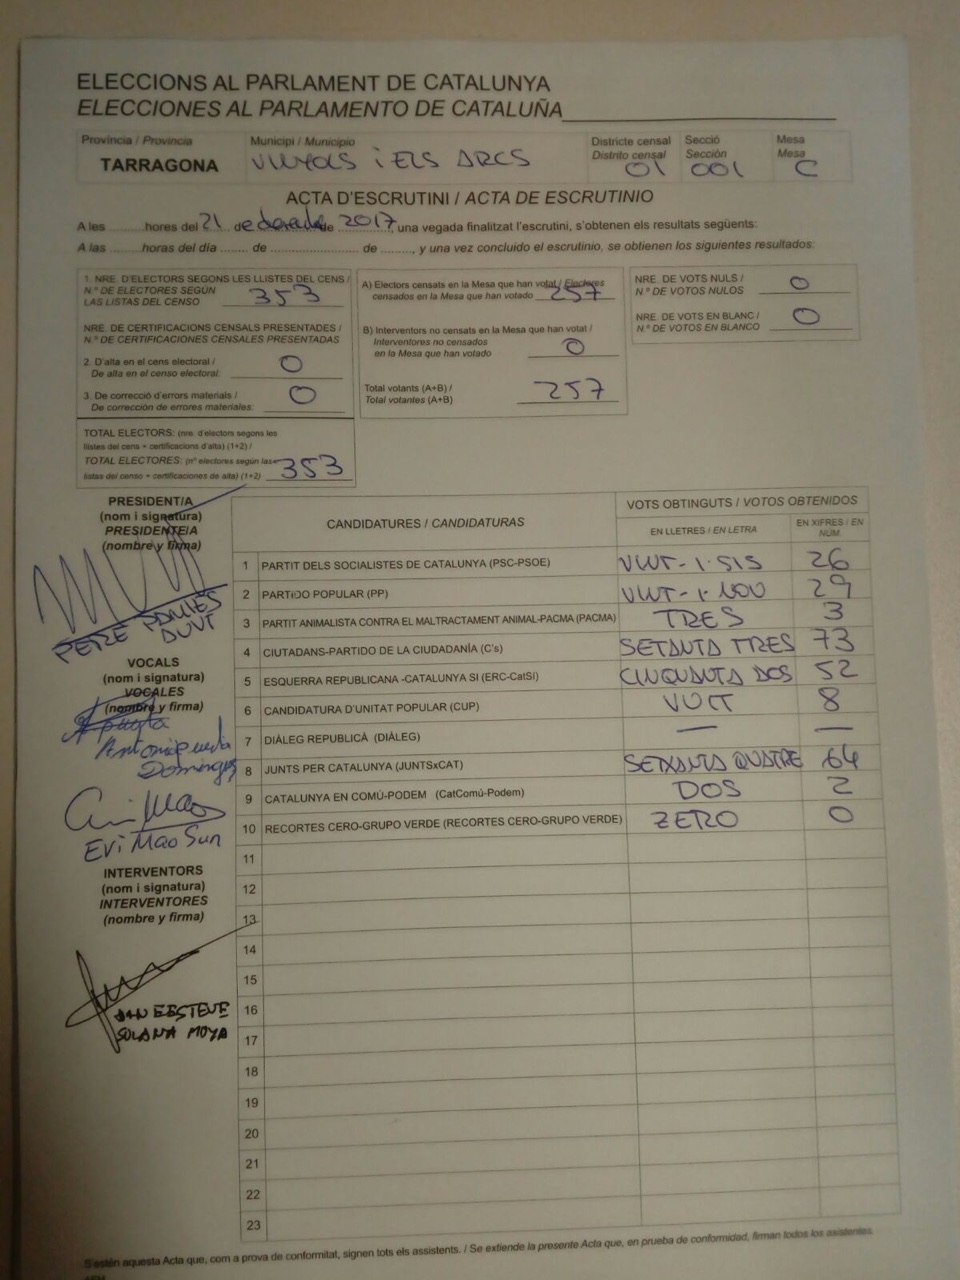 ELECCIONS AL PARLAMENT DE CATALUNYA
ELECCIONES AL PARLAMENTO DE CATALUÑA
Província / Provincia Municipi / Municipio Districte censal Secció Mesa
Distrito censal Sección Mesa
TARRAGONA VINYOLS i ELS ARCS 01 001 C
ACTA D'ESCRUTINI / ACTA DE ESCRUTINIO
A les ......... hores del 21 de de 2017, una vegada finalitzat l'escrutini, s'obtenen els resultats següents:
A las ....... horas del día ....... de ................. de ........, y una vez concluido el escrutinio, se obtienen los siguientes resultados:
1. NRE. D'ELECTORS SEGONS LES LLISTES DEL CENS /
N.º DE ELECTORES SEGÚN
LAS LISTAS DEL CENSO 353
NRE. DE CERTIFICACIONS CENSALS PRESENTADES /
N.º DE CERTIFICACIONES CENSALES PRESENTADAS
2. D'alta en el cens electoral /
De alta en el censo electoral: 0
3. De correcció d'errors materials /
De corrección de errores materiales: 0
TOTAL ELECTORS: (nre. d'electors segons les
llistes del cens + certificacions d'alta) (1+2) /
TOTAL ELECTORES: (nº electores según las
listas del censo + certificaciones de alta) (1+2) 353
A) Electors censats en la Mesa que han votat / Electores
censados en la Mesa que han votado 257
B) Interventors no censats en la Mesa que han votat /
Interventores no censados
en la Mesa que han votado 0
Total votants (A+B) /
Total votantes (A+B) 257
NRE. DE VOTS NULS /
N.º DE VOTOS NULOS 0
NRE. DE VOTS EN BLANC /
N.º DE VOTOS EN BLANCO 0
PRESIDENT/A
(nom i signatura)
PRESIDENTE/A
(nombre y firma)
PERE
VOCALS
(nom i signatura)
VOCALES
(nombre y firma)
Evi Mao Sun
INTERVENTORS
(nom i signatura)
INTERVENTORES
(nombre y firma)
SOLANA MOYA
CANDIDATURES / CANDIDATURAS VOTS OBTINGUTS / VOTOS OBTENIDOS
EN LLETRES / EN LETRA EN XIFRES / EN NÚM
1 PARTIT DELS SOCIALISTES DE CATALUNYA (PSC-PSOE) VINT-I-SIS 26
2 PARTIDO POPULAR (PP) VINT-I-NOU 29
3 PARTIT ANIMALISTA CONTRA EL MALTRACTAMENT ANIMAL-PACMA (PACMA) TRES 3
4 CIUTADANS-PARTIDO DE LA CIUDADANÍA (C's) SETANTA TRES 73
5 ESQUERRA REPUBLICANA -CATALUNYA SI (ERC-CatSI) CINQUANTA DOS 52
6 CANDIDATURA D'UNITAT POPULAR (CUP) VUIT 8
7 DIÀLEG REPUBLICÀ (DIÀLEG) — —
8 JUNTS PER CATALUNYA (JUNTSxCAT) SEIXANTA QUATRE 64
9 CATALUNYA EN COMÚ-PODEM (CatComú-Podem) DOS 2
10 RECORTES CERO-GRUPO VERDE (RECORTES CERO-GRUPO VERDE) ZERO 0
11
12
13
14
15
16
17
18
19
20
21
22
23
S'estén aquesta Acta que, com a prova de conformitat, signen tots els assistents. / Se extiende la presente Acta que, en prueba de conformidad, firman todos los asistentes.